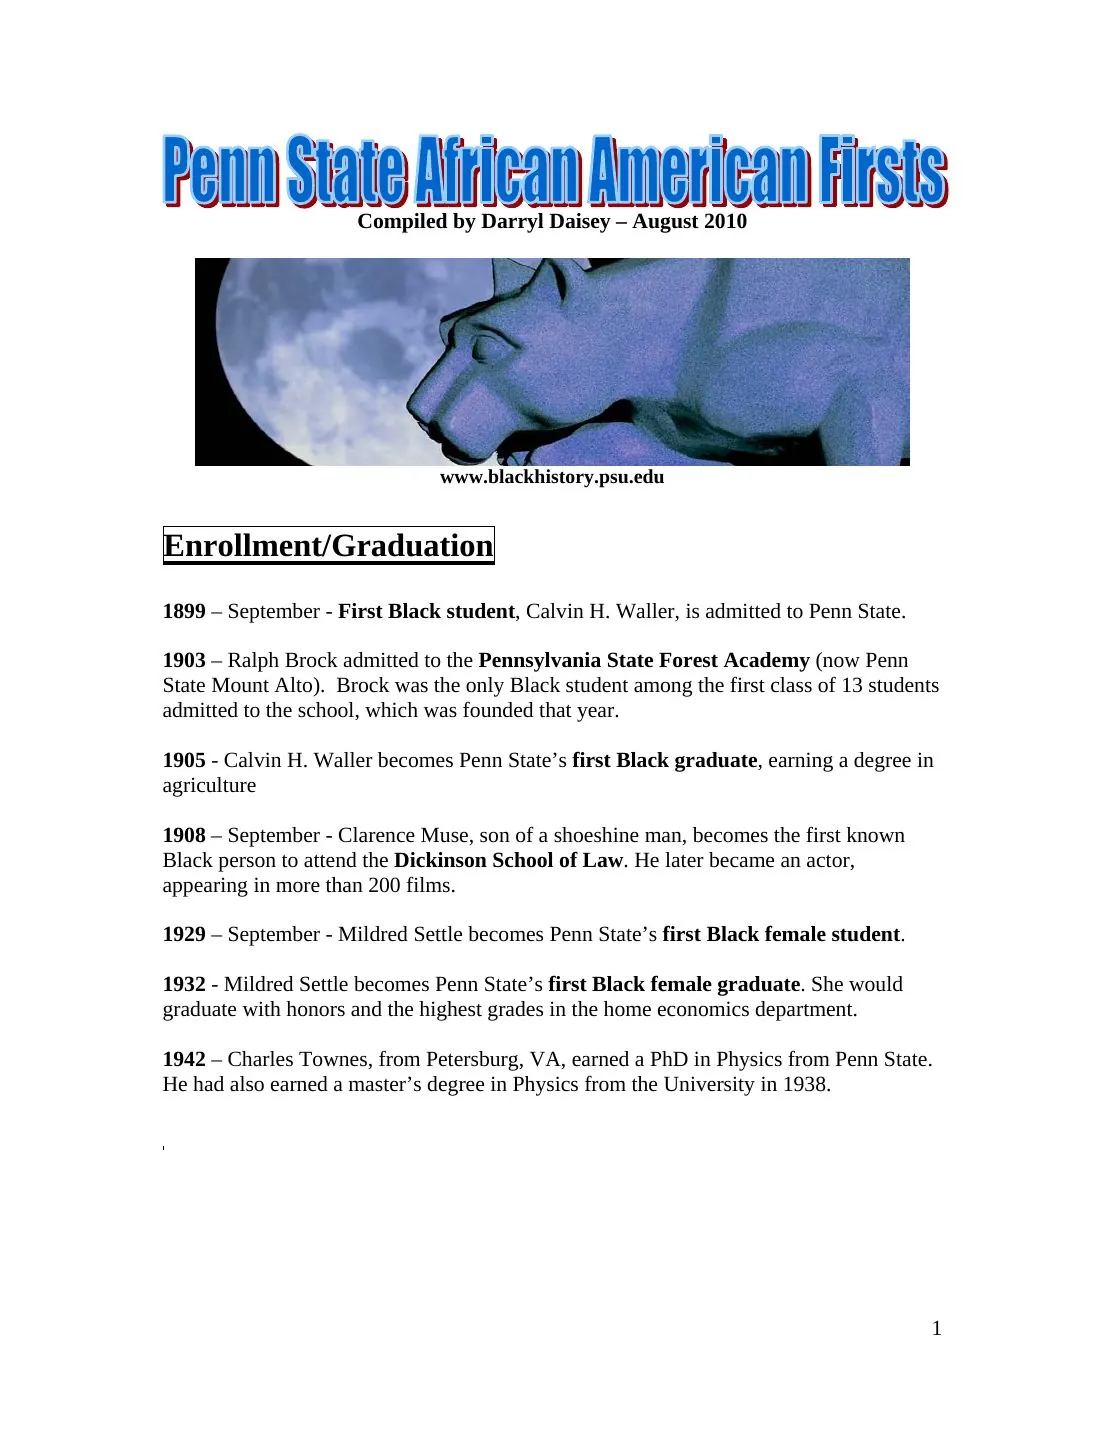 Penn State African American Firsts
Compiled by Darryl Daisey – August 2010
www.blackhistory.psu.edu
Enrollment/Graduation
1899 – September - First Black student, Calvin H. Waller, is admitted to Penn State.
1903 – Ralph Brock admitted to the Pennsylvania State Forest Academy (now Penn
State Mount Alto).  Brock was the only Black student among the first class of 13 students
admitted to the school, which was founded that year.
1905 - Calvin H. Waller becomes Penn State’s first Black graduate, earning a degree in
agriculture
1908 – September - Clarence Muse, son of a shoeshine man, becomes the first known
Black person to attend the Dickinson School of Law. He later became an actor,
appearing in more than 200 films.
1929 – September - Mildred Settle becomes Penn State’s first Black female student.
1932 - Mildred Settle becomes Penn State’s first Black female graduate. She would
graduate with honors and the highest grades in the home economics department.
1942 – Charles Townes, from Petersburg, VA, earned a PhD in Physics from Penn State.
He had also earned a master’s degree in Physics from the University in 1938.
1